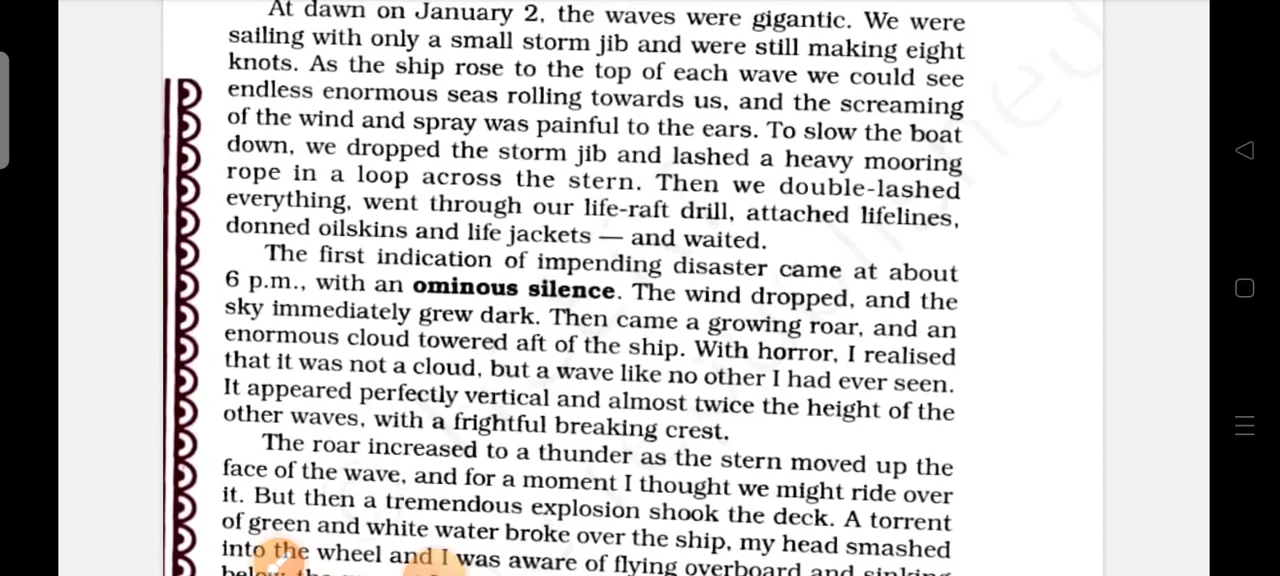 At dawn on January 2, the waves were gigantic. We were
sailing with only a small storm jib and were still making eight
knots. As the ship rose to the top of each wave we could see
endless enormous seas rolling towards us, and the screaming
of the wind and spray was painful to the ears. To slow the boat
down, we dropped the storm jib and lashed a heavy mooring
rope in a loop across the stern. Then we double-lashed
everything, went through our life-raft drill, attached lifelines,
donned oilskins and life jackets — and waited.
The first indication of impending disaster came at about
6 p.m., with an ominous silence. The wind dropped, and the
sky immediately grew dark. Then came a growing roar, and an
enormous cloud towered aft of the ship. With horror, I realised
that it was not a cloud, but a wave like no other I had ever seen.
It appeared perfectly vertical and almost twice the height of the
other waves, with a frightful breaking crest.
The roar increased to a thunder as the stern moved up the
face of the wave, and for a moment I thought we might ride over
it. But then a tremendous explosion shook the deck. A torrent
of green and white water broke over the ship, my head smashed
into the wheel and I was aware of flying overboard and sinking